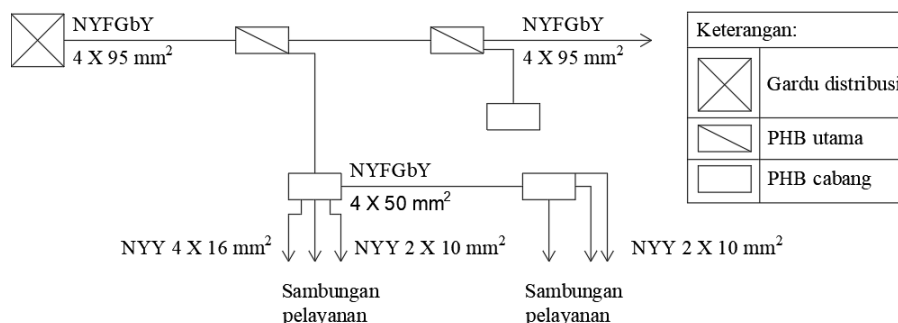 NYFGbY
4 X 95 mm²
NYFGbY
4 X 95 mm²
Keterangan:
Gardu distribusi
PHB utama
PHB cabang
NYFGbY
4 X 50 mm²
NYY 4 X 16 mm²
NYY 2 X 10 mm²
NYY 2 X 10 mm²
Sambungan
pelayanan
Sambungan
pelayanan